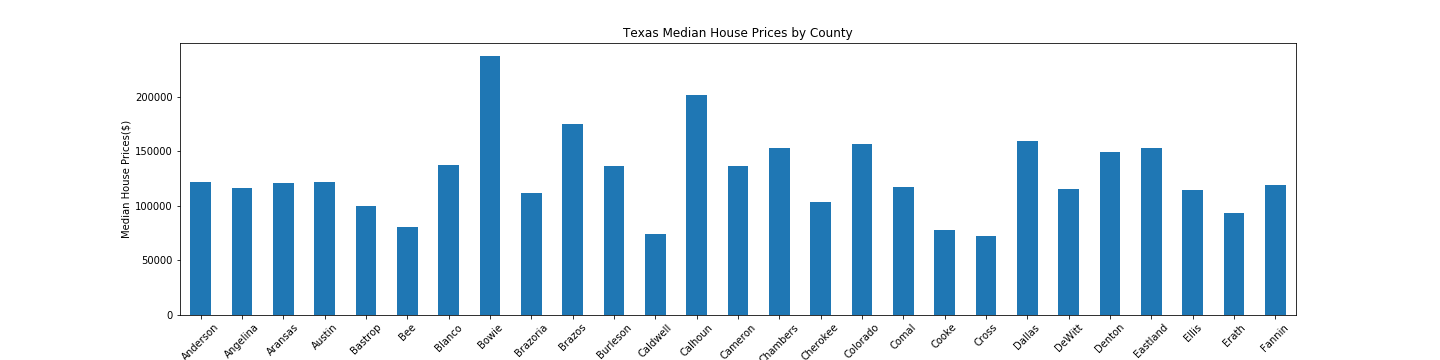 Texas Median House Prices by County
Median House Prices($)
200000
150000
100000
50000
0
Anderson
Angelina
Aransas
Austin
Bastrop
Bee
Blanco
Bowie
Brazoria
Brazos
Burleson
Caldwell
Calhoun
Cameron
Chambers
Cherokee
Colorado
Comal
Cooke
Cross
Dallas
DeWitt
Denton
Eastland
Ellis
Erath
Fannin